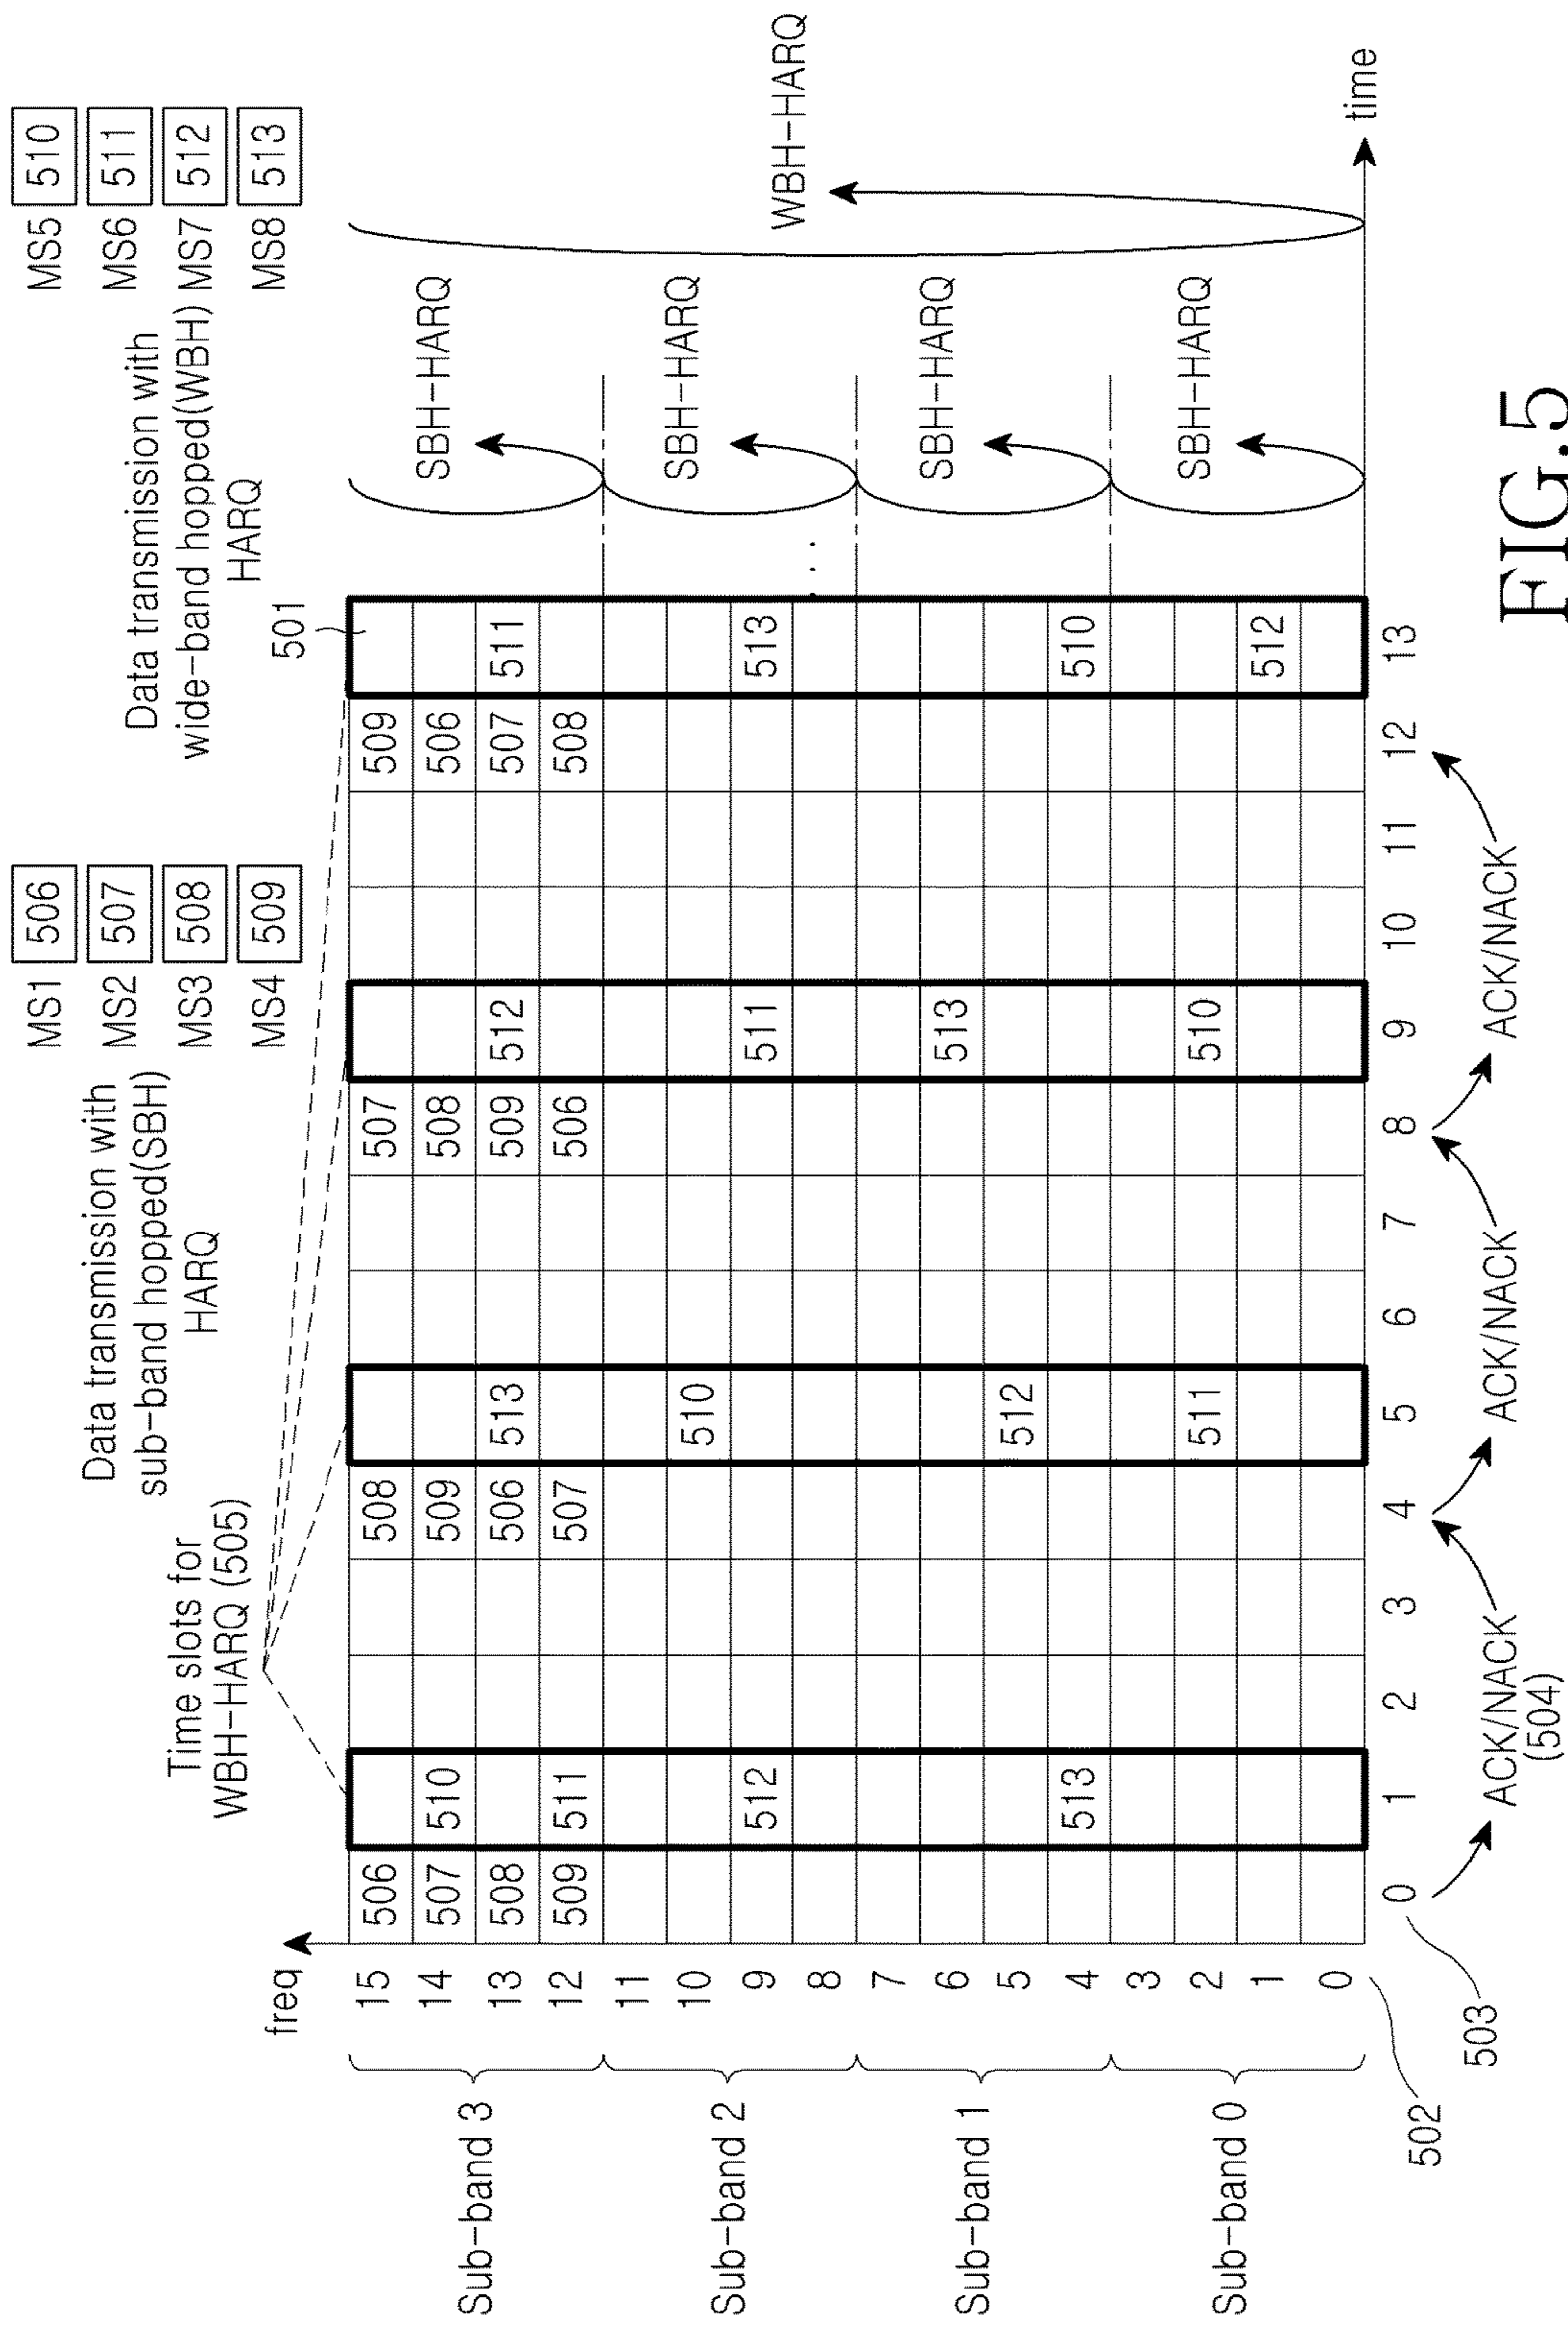 MS1 506
MS2 507
MS3 508
MS4 509
MS5 510
MS6 511
MS7 512
MS8 513
Data transmission with
sub-band hopped(SBH)
HARQ
Data transmission with
wide-band hopped(WBH)
HARQ
Time slots for
WBH-HARQ (505)
501
freq
Sub-band 3
Sub-band 2
Sub-band 1
Sub-band 0
15 506 508 507 509
14 507 510 509 508 506
13 508 513 506 509 512 507 511
12 509 511 507 506 508
11
10 510
9 512 511 513
8
7
6 513
5 512
4 513 510
3
2 511 510
1 512
0
...
SBH-HARQ
SBH-HARQ
SBH-HARQ
SBH-HARQ
WBH-HARQ
time
0 1 2 3 4 5 6 7 8 9 10 11 12 13
502
503
ACK/NACK
(504)
ACK/NACK
ACK/NACK
ACK/NACK
FIG.5